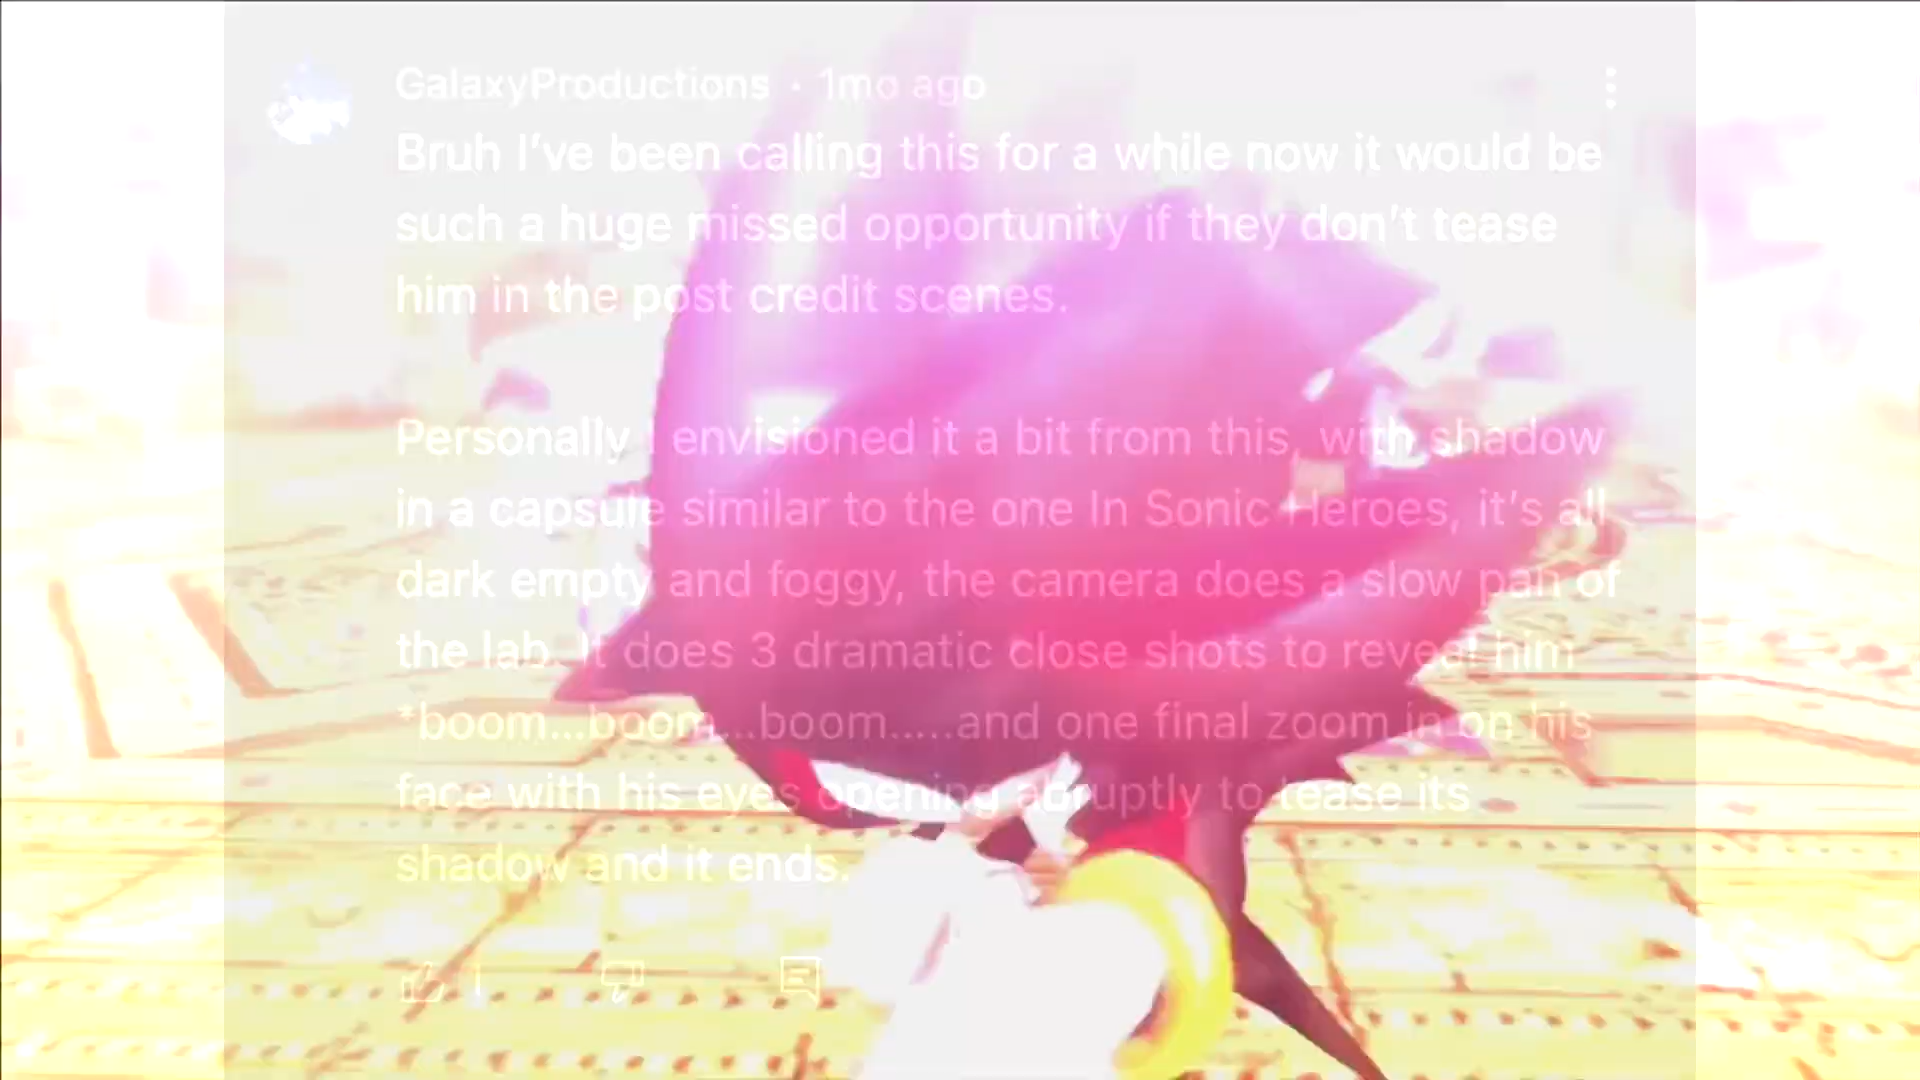 GalaxyProductions · 1mo ago
Bruh I've been calling this for a while now it would be
such a huge missed opportunity if they don't tease
him in the post credit scenes.
Personally I envisioned it a bit from this, with shadow
in a capsule similar to the one In Sonic Heroes, it's all
dark empty and foggy, the camera does a slow pan of
the lab. It does 3 dramatic close shots to reveal him
*boom...boom...boom.....and one final zoom in on his
face with his eyes opening abruptly to tease its
shadow and it ends.
1